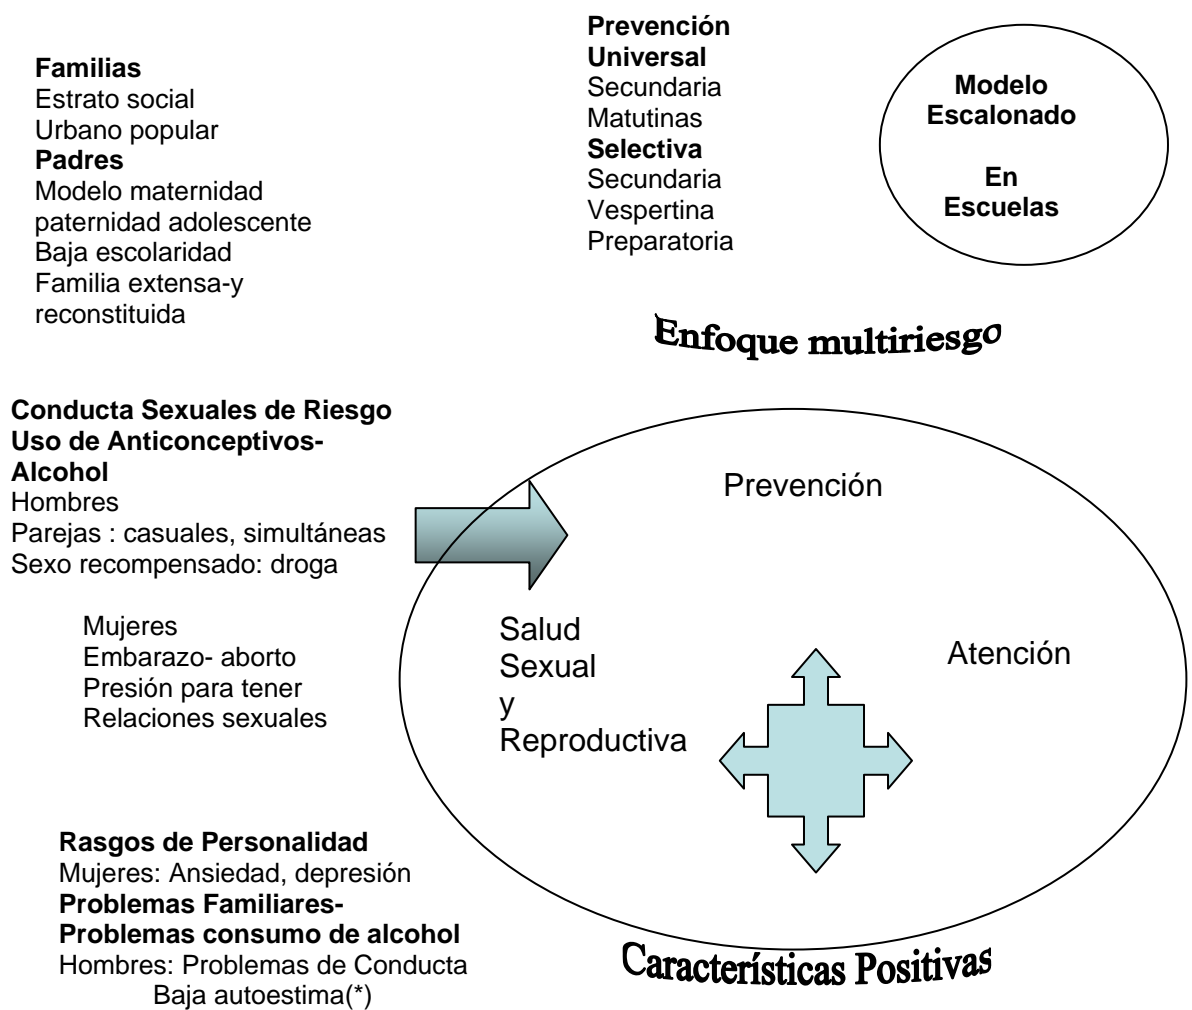 Familias
Estrato social
Urbano popular
Padres
Modelo maternidad
paternidad adolescente
Baja escolaridad
Familia extensa-y
reconstituida
Prevención
Universal
Secundaria
Matutinas
Selectiva
Secundaria
Vespertina
Preparatoria
Modelo
Escalonado
En
Escuelas
Enfoque multiriesgo
Conducta Sexuales de Riesgo
Uso de Anticonceptivos-
Alcohol
Hombres
Parejas : casuales, simultáneas
Sexo recompensado: droga
Mujeres
Embarazo- aborto
Presión para tener
Relaciones sexuales
Prevención
Salud
Sexual
y
Reproductiva
Atención
Rasgos de Personalidad
Mujeres: Ansiedad, depresión
Problemas Familiares-
Problemas consumo de alcohol
Hombres: Problemas de Conducta
Baja autoestima(*)
Características Positivas